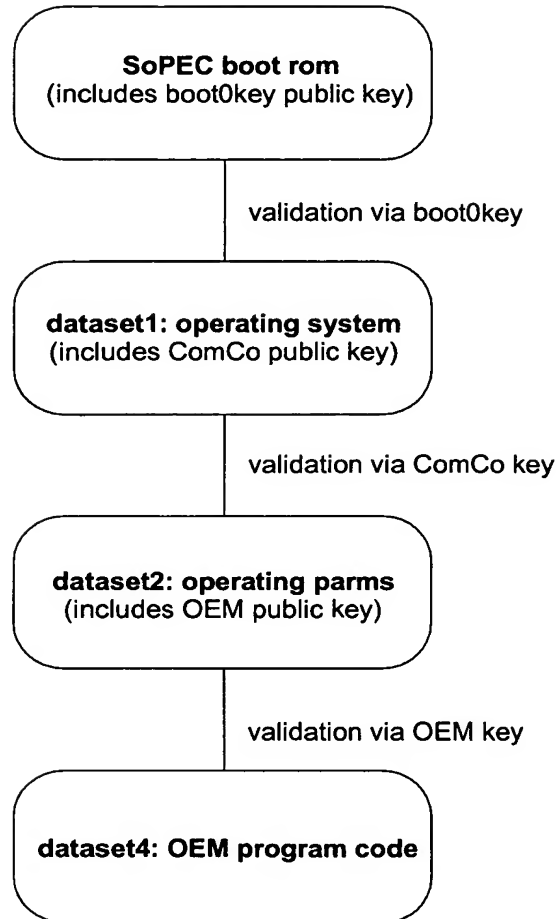 SoPEC boot rom
(includes boot0key public key)
validation via boot0key
dataset1: operating system
(includes ComCo public key)
validation via ComCo key
dataset2: operating parms
(includes OEM public key)
validation via OEM key
dataset4: OEM program code